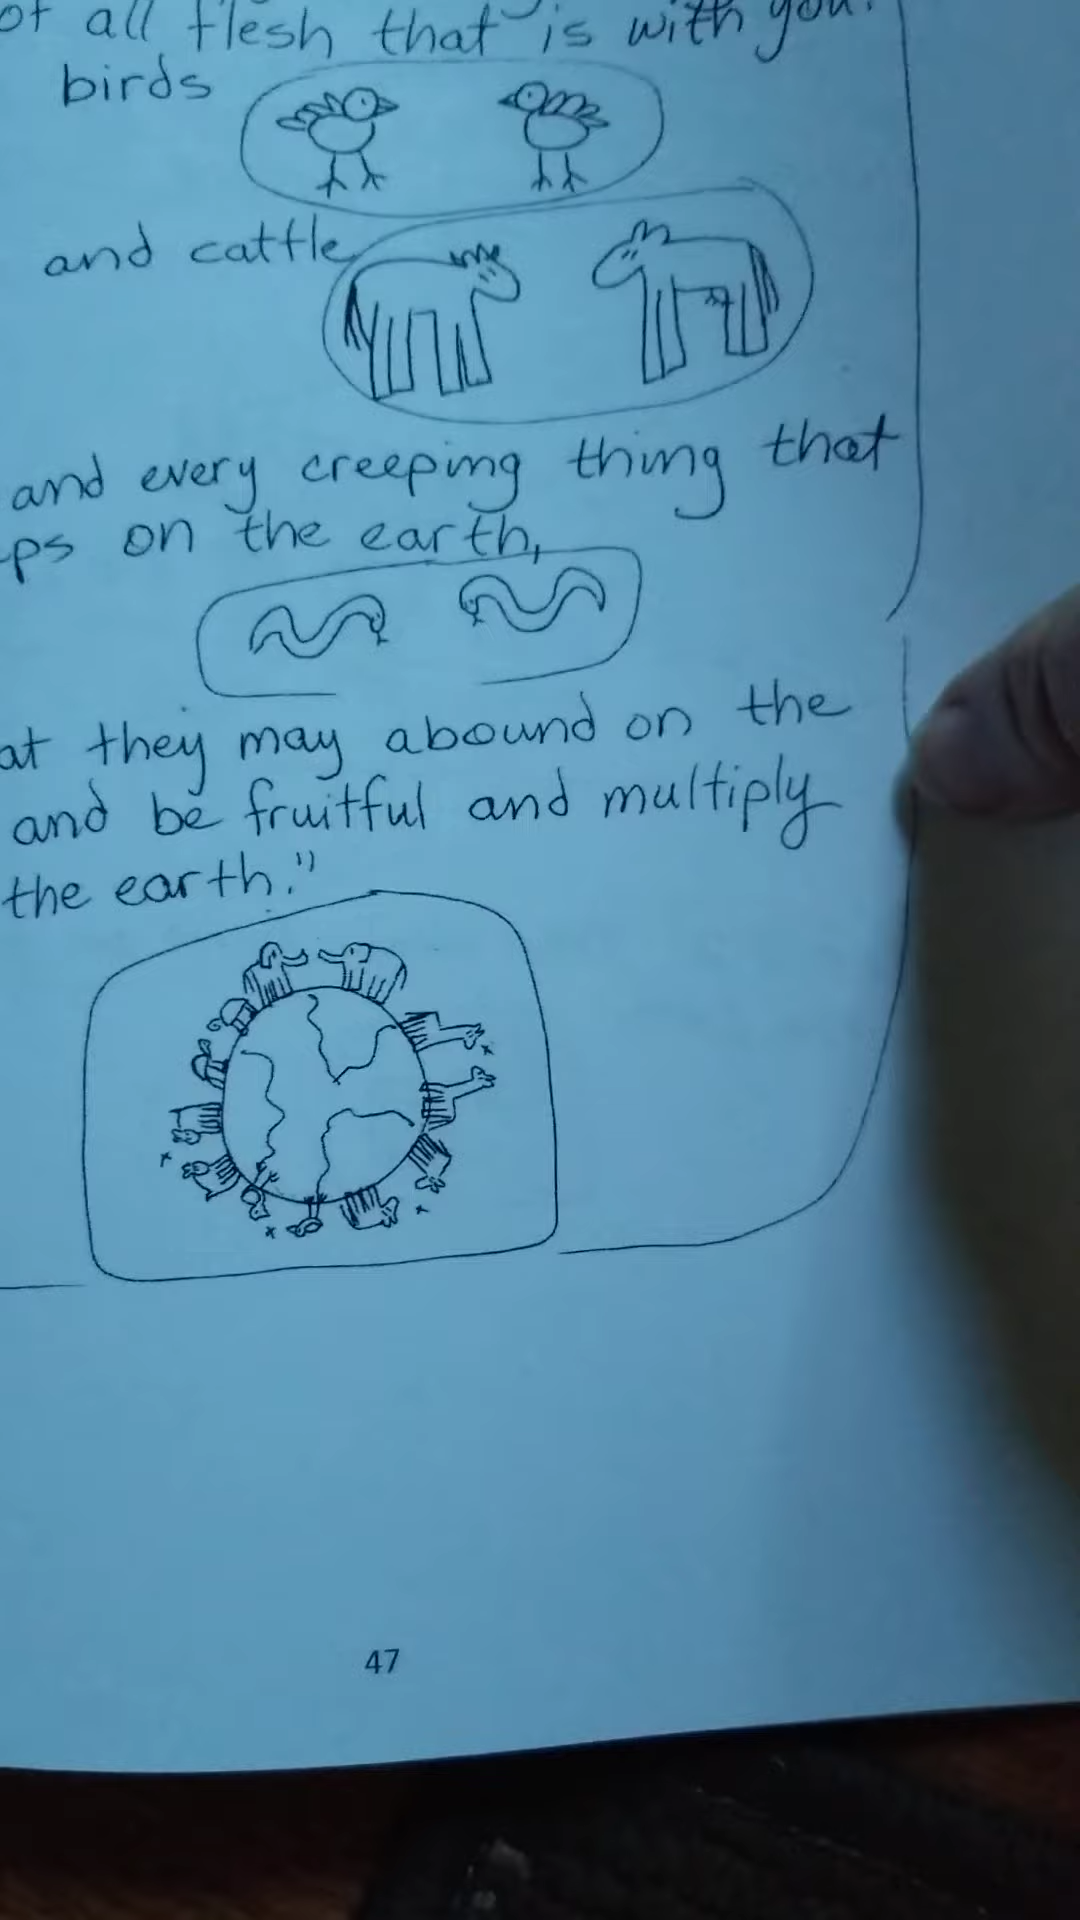 of all flesh that is with you:
birds
and cattle
and every creeping thing that
ps on the earth,
at they may abound on the
and be fruitful and multiply
the earth."
47